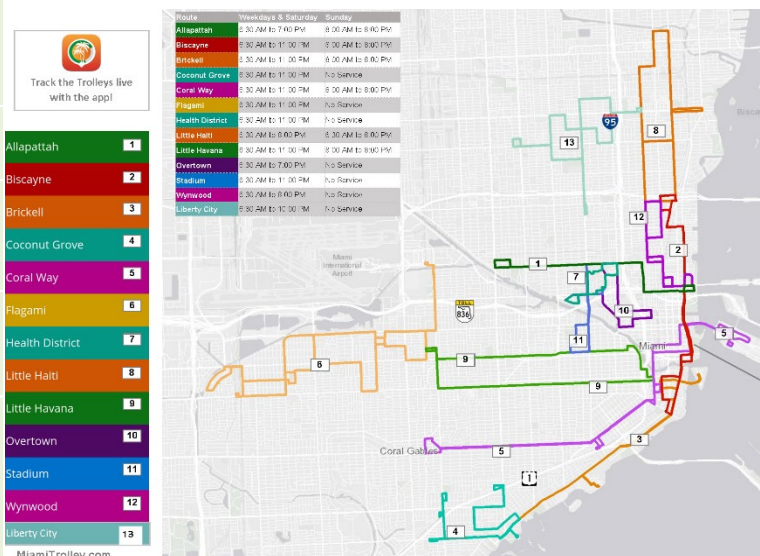 Track the Trolleys live
with the app!
Allapattah 1
Biscayne 2
Brickell 3
Coconut Grove 4
Coral Way 5
Flagami 6
Health District 7
Little Haiti 8
Little Havana 9
Overtown 10
Stadium 11
Wynwood 12
Liberty City 13
MiamiTrolley.com
Route Weekdays & Saturday Sunday
Allapattah 6:30 AM to 7:00 PM 8:00 AM to 8:00 PM
Biscayne 6:30 AM to 11:00 PM 8:00 AM to 8:00 PM
Brickell 6:30 AM to 11:00 PM 8:00 AM to 8:00 PM
Coconut Grove 6:30 AM to 11:00 PM No Service
Coral Way 6:30 AM to 11:00 PM 8:00 AM to 8:00 PM
Flagami 6:30 AM to 11:00 PM No Service
Health District 6:30 AM to 11:00 PM No Service
Little Haiti 6:30 AM to 8:00 PM 8:00 AM to 8:00 PM
Little Havana 6:30 AM to 11:00 PM 8:00 AM to 8:00 PM
Overtown 6:30 AM to 7:00 PM No Service
Stadium 6:30 AM to 11:00 PM No Service
Wynwood 6:30 AM to 8:00 PM No Service
Liberty City 6:30 AM to 10:00 PM No Service
95
8
13
12
2
Miami
International
Airport
1
7
TOLL
836
10
11
Miami
5
6
9
9
3
Coral Gables
5
1
4